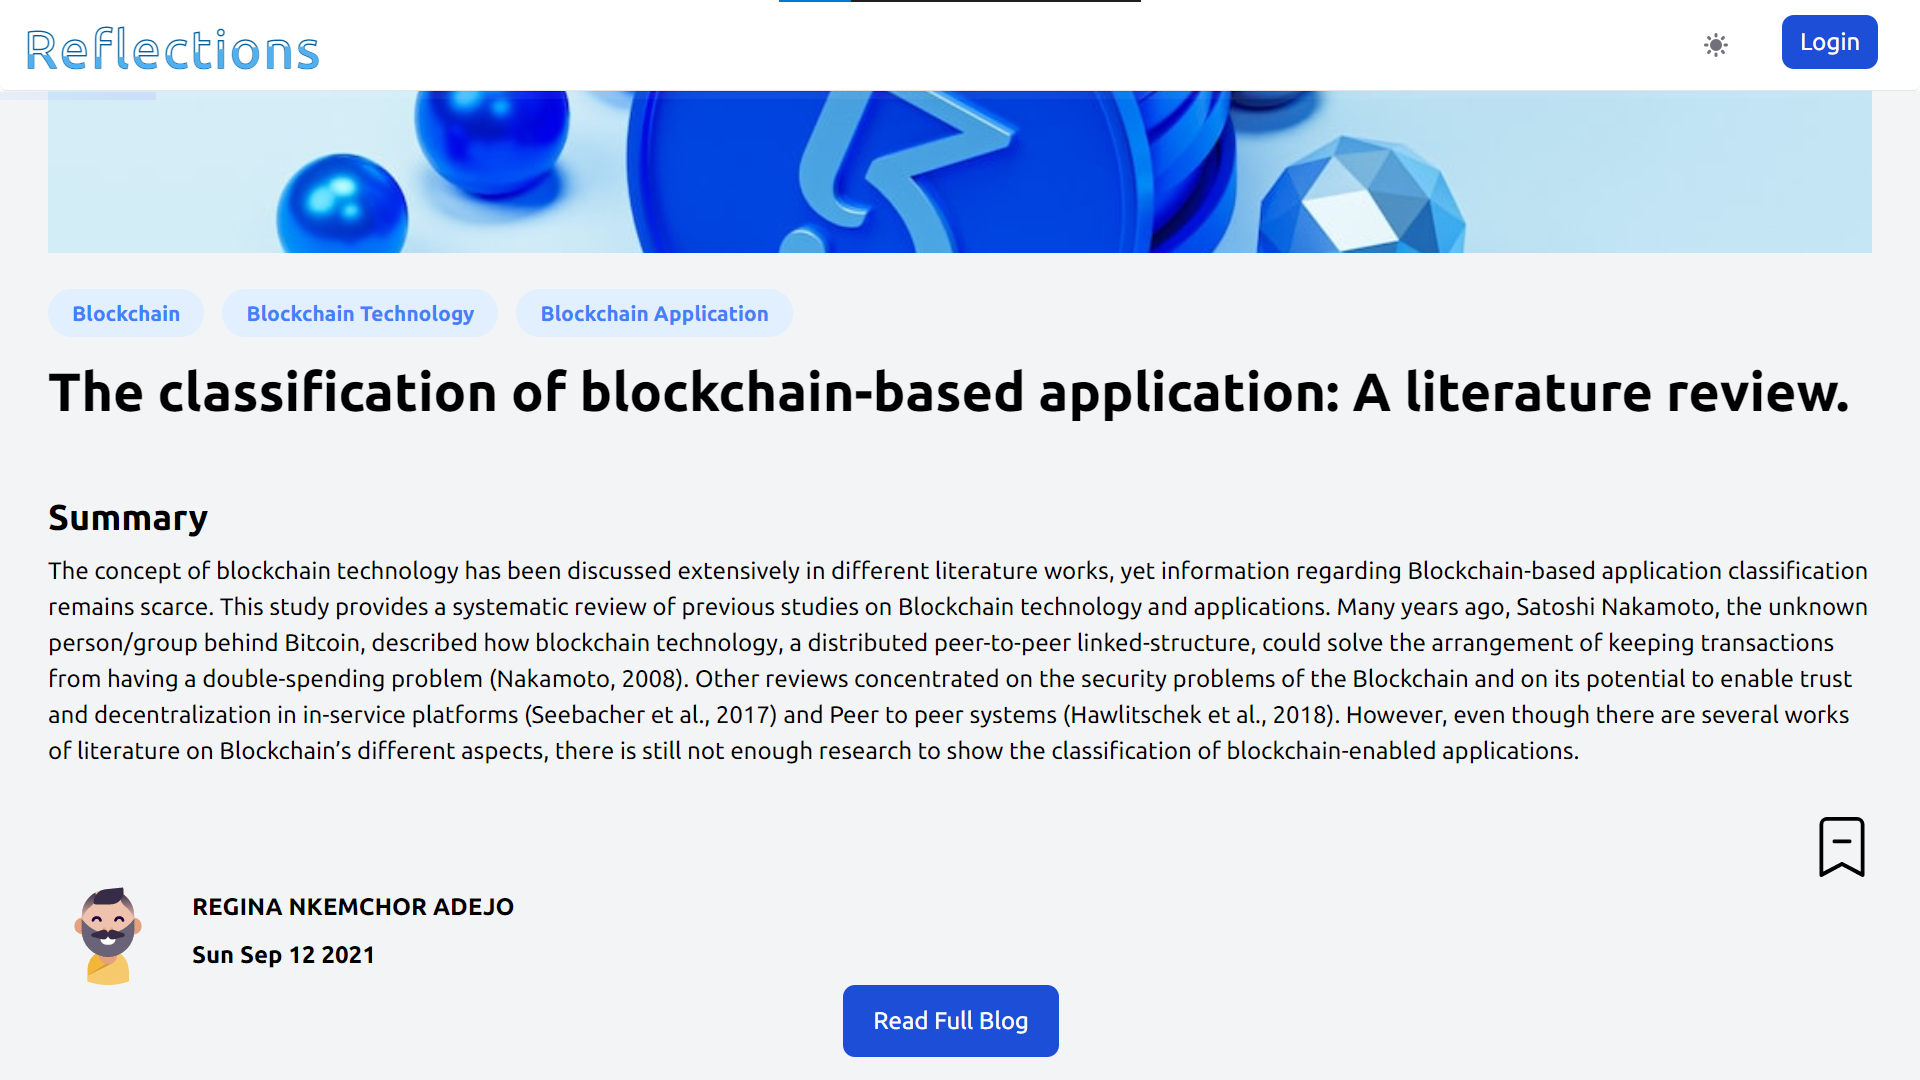 Reflections
Login
Blockchain
Blockchain Technology
Blockchain Application
The classification of blockchain-based application: A literature review.
Summary
The concept of blockchain technology has been discussed extensively in different literature works, yet information regarding Blockchain-based application classification
remains scarce. This study provides a systematic review of previous studies on Blockchain technology and applications. Many years ago, Satoshi Nakamoto, the unknown
person/group behind Bitcoin, described how blockchain technology, a distributed peer-to-peer linked-structure, could solve the arrangement of keeping transactions
from having a double-spending problem (Nakamoto, 2008). Other reviews concentrated on the security problems of the Blockchain and on its potential to enable trust
and decentralization in in-service platforms (Seebacher et al., 2017) and Peer to peer systems (Hawlitschek et al., 2018). However, even though there are several works
of literature on Blockchain’s different aspects, there is still not enough research to show the classification of blockchain-enabled applications.
REGINA NKEMCHOR ADEJO
Sun Sep 12 2021
Read Full Blog